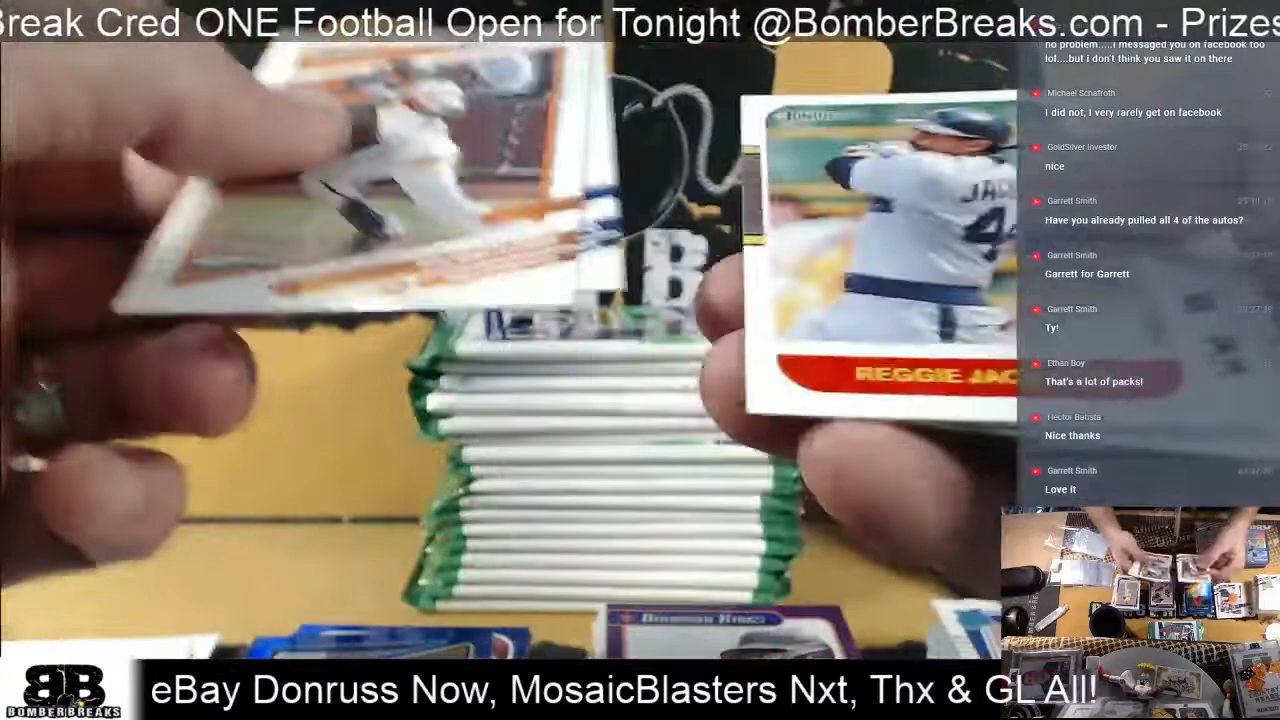 Break Cred ONE Football Open for Tonight @BomberBreaks.com - Prizes
no problem.....i messaged you on facebook too
lol....but i don't think you saw it on there
Michael Schafroth
I did not, I very rarely get on facebook
GoldSilver Investor
nice
Garrett Smith
Have you already pulled all 4 of the autos?
Garrett Smith
Garrett for Garrett
Garrett Smith
Ty!
Ethan Boy
That's a lot of packs!
Hector Batista
Nice thanks
Garrett Smith
Love it
JAC
4
REGGIE JAC
BB
BOMBERBREAKS
eBay Donruss Now, MosaicBlasters Nxt, Thx & GL All!